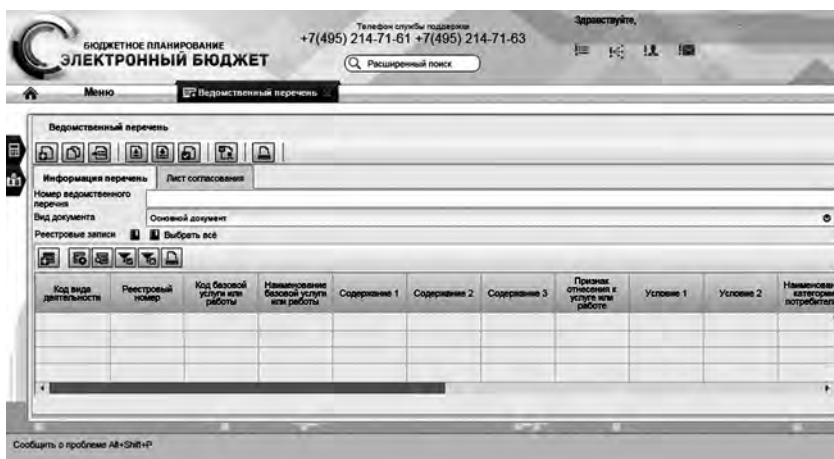 Телефон службы поддержки
+7(495) 214-71-61 +7(495) 214-71-63
Здравствуйте,
БЮДЖЕТНОЕ ПЛАНИРОВАНИЕ
ЭЛЕКТРОННЫЙ БЮДЖЕТ
Расширенный поиск
Меню
Ведомственный перечень
Ведомственный перечень
Информация перечень
Лист согласования
Номер ведомственного
перечня
Вид документа
Основной документ
Реестровые записи
Выбрать всё
Код вида
деятельности
Реестровый
номер
Код базовой
услуги или
работы
Наименование
базовой услуги
или работы
Содержание 1
Содержание 2
Содержание 3
Признак
отнесения к
услуге или
работе
Условие 1
Условие 2
Наименован
категории
потребител
Сообщить о проблеме Alt+Shift+P